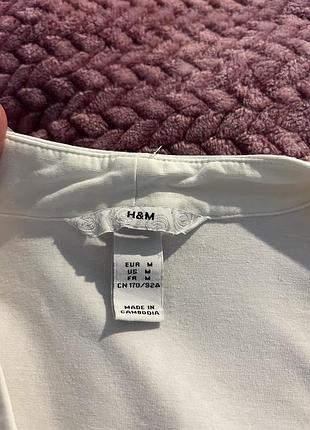 H&M
EUR M
US M
FR M
CN 170/92A
MADE IN
CAMBODIA